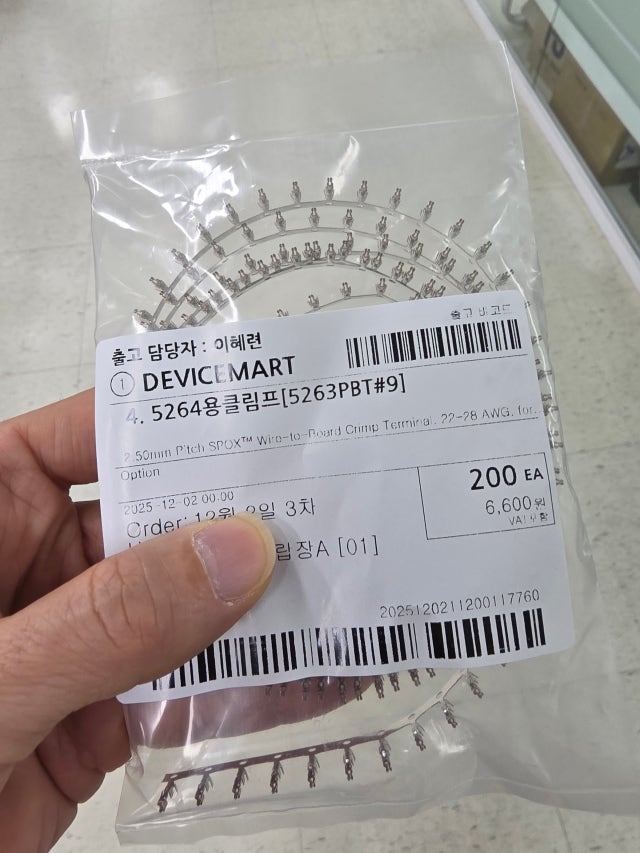 출고 담당자 : 이혜련
출고 바코드
① DEVICEMART
4. 5264용클림프[5263PBT#9]
2.50mm Pitch SPOX™ Wire-to-Board Crimp Terminal, 22-28 AWG, for..
Option
200 EA
6,600원
VAT포함
2025-12-02 00:00
Order: 12월 2일 3차
립장A [01]
2025120211200117760